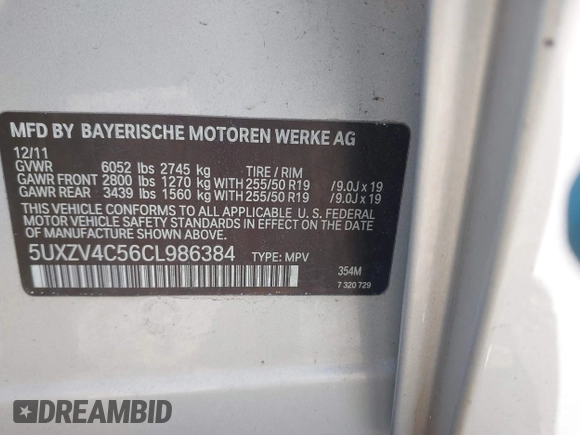 MFD BY BAYERISCHE MOTOREN WERKE AG
12/11
GVWR 6052 lbs 2745 kg TIRE / RIM
GAWR FRONT 2800 lbs 1270 kg WITH 255/50 R19 /9.0J x 19
GAWR REAR 3439 lbs 1560 kg WITH 255/50 R19 /9.0J x 19
THIS VEHICLE CONFORMS TO ALL APPLICABLE U. S. FEDERAL
MOTOR VEHICLE SAFETY STANDARDS IN EFFECT ON THE DATE
OF MANUFACTURE SHOWN ABOVE.
5UXZV4C56CL986384 TYPE: MPV
354M
7 320 729
DREAMBID